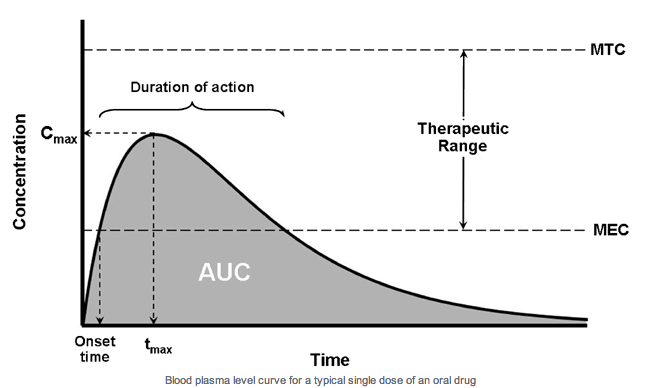 MTC
Duration of action
Cmax
Therapeutic
Range
Concentration
MEC
AUC
Onset
time
tmax
Time
Blood plasma level curve for a typical single dose of an oral drug